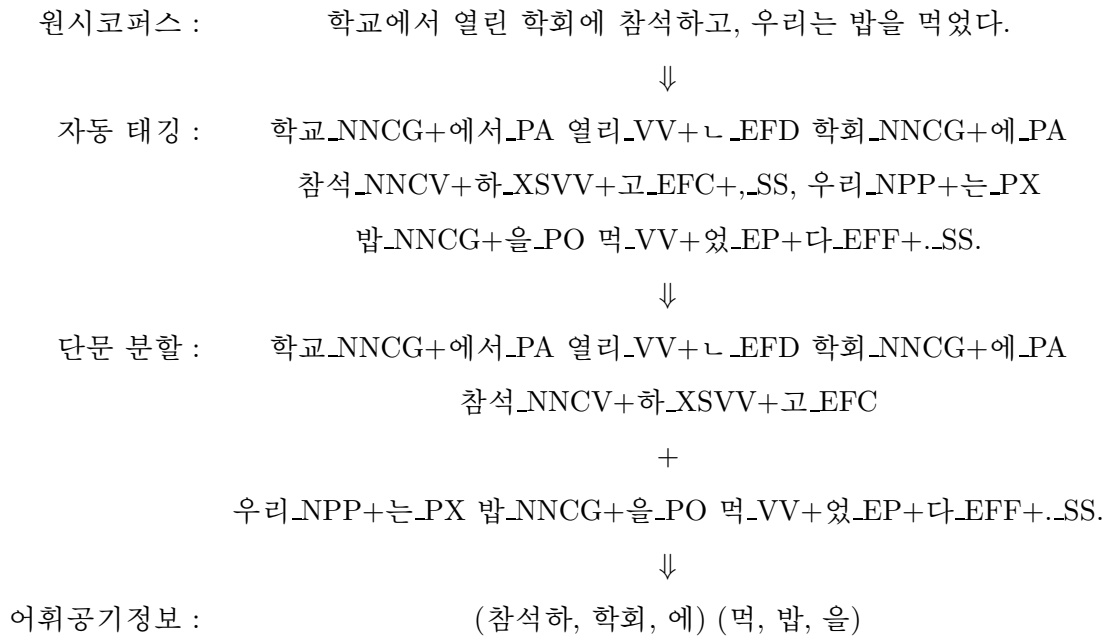 원시코퍼스 : 학교에서 열린 학회에 참석하고, 우리는 밥을 먹었다.
⇓
자동 태깅 : 학교_NNCG+에서_PA 열리_VV+ㄴ_EFD 학회_NNCG+에_PA
참석_NNCV+하_XSVV+고_EFC+,_SS, 우리_NPP+는_PX
밥_NNCG+을_PO 먹_VV+었_EP+다_EFF+._SS.
⇓
단문 분할 : 학교_NNCG+에서_PA 열리_VV+ㄴ_EFD 학회_NNCG+에_PA
참석_NNCV+하_XSVV+고_EFC
+
우리_NPP+는_PX 밥_NNCG+을_PO 먹_VV+었_EP+다_EFF+._SS.
⇓
어휘공기정보 : (참석하, 학회, 에) (먹, 밥, 을)